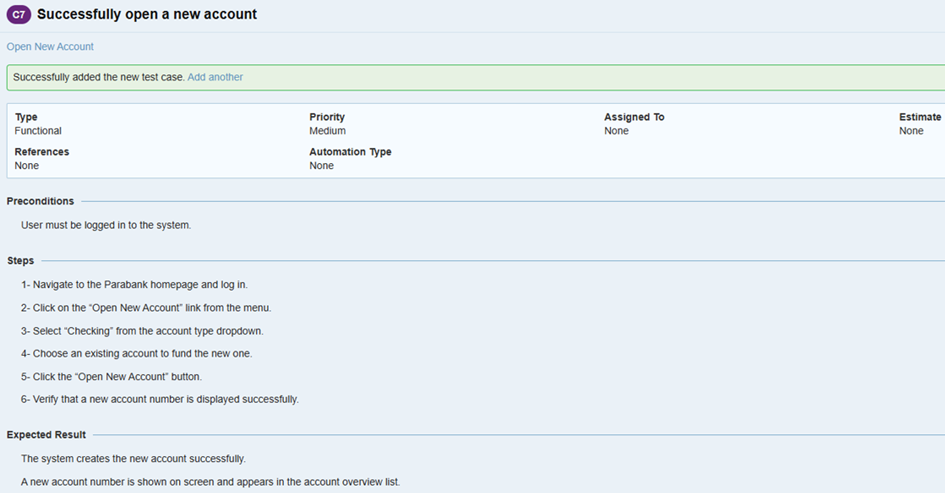 C7 Successfully open a new account
Open New Account
Successfully added the new test case. Add another
Type Priority Assigned To Estimate
Functional Medium None None
References Automation Type
None None
Preconditions
User must be logged in to the system.
Steps
1- Navigate to the Parabank homepage and log in.
2- Click on the “Open New Account” link from the menu.
3- Select “Checking” from the account type dropdown.
4- Choose an existing account to fund the new one.
5- Click the “Open New Account” button.
6- Verify that a new account number is displayed successfully.
Expected Result
The system creates the new account successfully.
A new account number is shown on screen and appears in the account overview list.